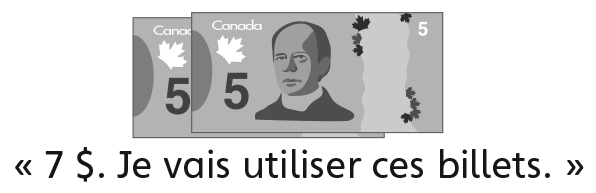 Canada Canada
5
5 5
« 7 $. Je vais utiliser ces billets. »